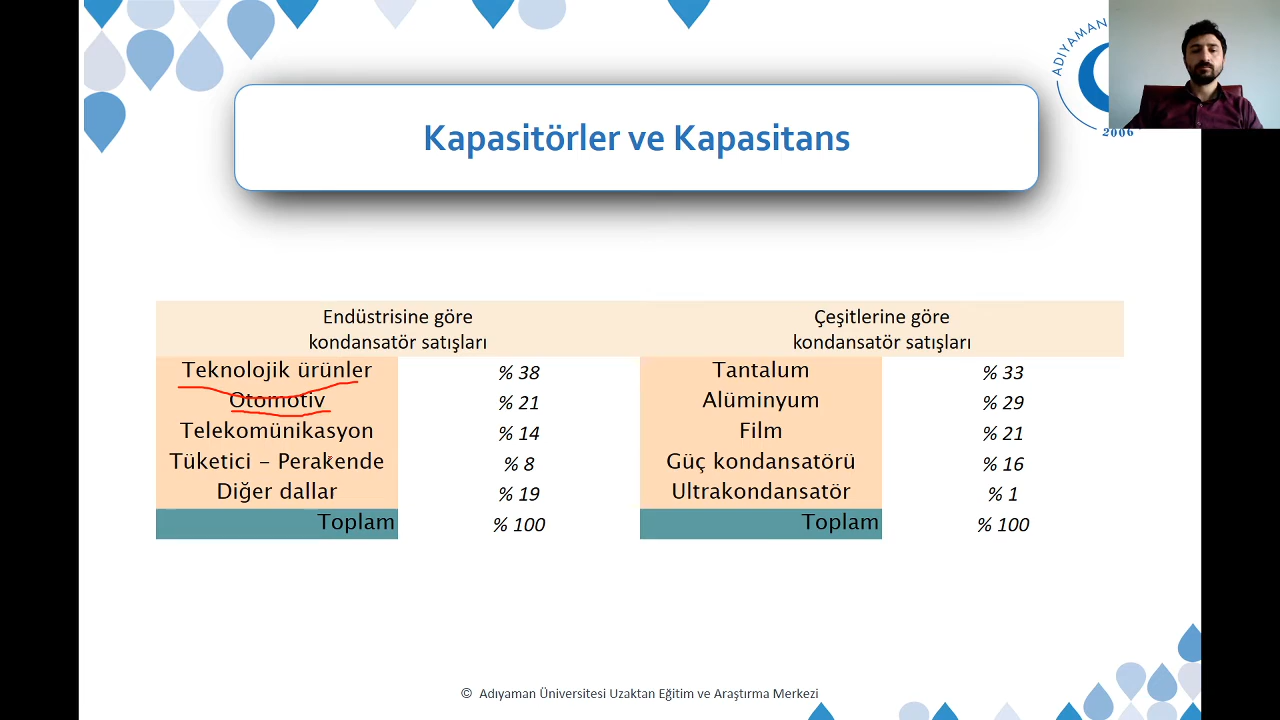 ADIYAMAN
2006
Kapasitörler ve Kapasitans
Endüstrisine göre
kondansatör satışları
Çeşitlerine göre
kondansatör satışları
Teknolojik ürünler % 38 Tantalum % 33
Otomotiv % 21 Alüminyum % 29
Telekomünikasyon % 14 Film % 21
Tüketici – Perakende % 8 Güç kondansatörü % 16
Diğer dallar % 19 Ultrakondansatör % 1
Toplam % 100 Toplam % 100
© Adıyaman Üniversitesi Uzaktan Eğitim ve Araştırma Merkezi